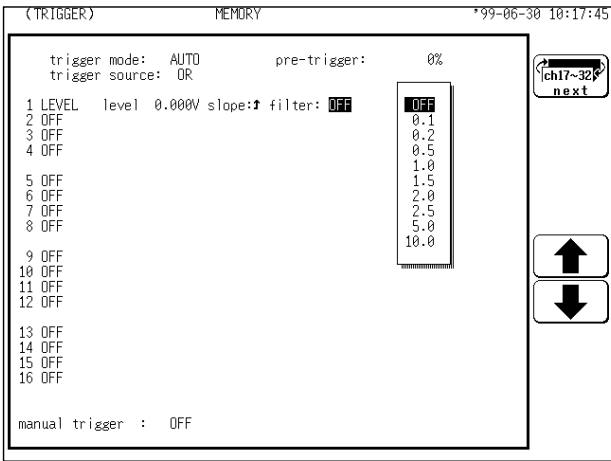 (TRIGGER) MEMORY '99-06-30 10:17:45
trigger mode: AUTO pre-trigger: 0%
trigger source: OR
ch17~32
next
1 LEVEL level 0.000V slope:↑ filter: OFF
2 OFF
3 OFF
4 OFF
5 OFF
6 OFF
7 OFF
8 OFF
9 OFF
10 OFF
11 OFF
12 OFF
13 OFF
14 OFF
15 OFF
16 OFF
OFF
0.1
0.2
0.5
1.0
1.5
2.0
2.5
5.0
10.0
manual trigger : OFF